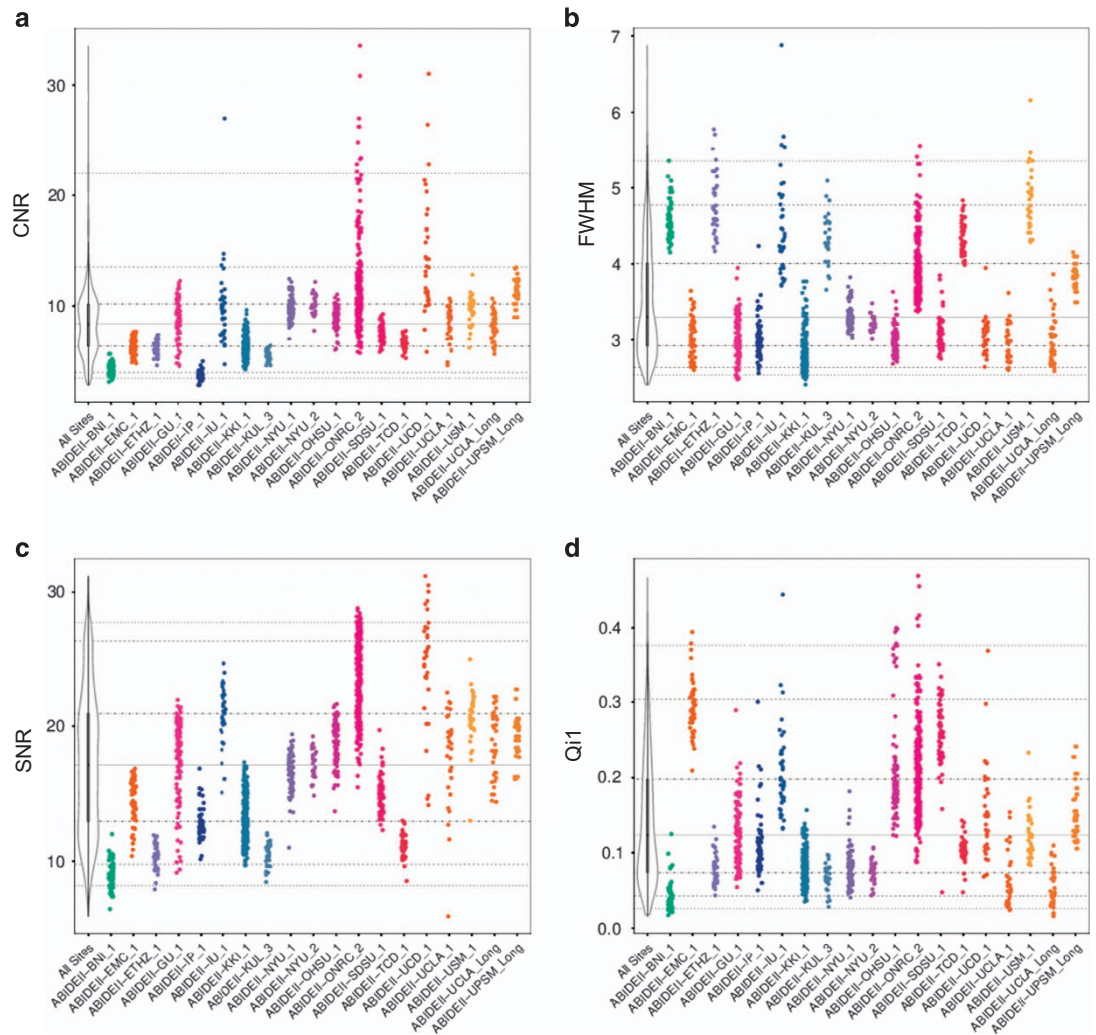 a
CNR
30
20
10
All Sites
ABIDEII-BNI_1
ABIDEII-EMC_1
ABIDEII-ETHZ_1
ABIDEII-GU_1
ABIDEII-IP_1
ABIDEII-IU_1
ABIDEII-KKI_1
ABIDEII-KUL_3
ABIDEII-NYU_1
ABIDEII-NYU_2
ABIDEII-OHSU_1
ABIDEII-ONRC_2
ABIDEII-SDSU_1
ABIDEII-TCD_1
ABIDEII-UCD_1
ABIDEII-UCLA_1
ABIDEII-USM_1
ABIDEII-UCLA_Long
ABIDEII-UPSM_Long
b
FWHM
7
6
5
4
3
All Sites
ABIDEII-BNI_1
ABIDEII-EMC_1
ABIDEII-ETHZ_1
ABIDEII-GU_1
ABIDEII-IP_1
ABIDEII-IU_1
ABIDEII-KKI_1
ABIDEII-KUL_3
ABIDEII-NYU_1
ABIDEII-NYU_2
ABIDEII-OHSU_1
ABIDEII-ONRC_2
ABIDEII-SDSU_1
ABIDEII-TCD_1
ABIDEII-UCD_1
ABIDEII-UCLA_1
ABIDEII-USM_1
ABIDEII-UCLA_Long
ABIDEII-UPSM_Long
c
SNR
30
20
10
All Sites
ABIDEII-BNI_1
ABIDEII-EMC_1
ABIDEII-ETHZ_1
ABIDEII-GU_1
ABIDEII-IP_1
ABIDEII-IU_1
ABIDEII-KKI_1
ABIDEII-KUL_3
ABIDEII-NYU_1
ABIDEII-NYU_2
ABIDEII-OHSU_1
ABIDEII-ONRC_2
ABIDEII-SDSU_1
ABIDEII-TCD_1
ABIDEII-UCD_1
ABIDEII-UCLA_1
ABIDEII-USM_1
ABIDEII-UCLA_Long
ABIDEII-UPSM_Long
d
Qi1
0.4
0.3
0.2
0.1
0.0
All Sites
ABIDEII-BNI_1
ABIDEII-EMC_1
ABIDEII-ETHZ_1
ABIDEII-GU_1
ABIDEII-IP_1
ABIDEII-IU_1
ABIDEII-KKI_1
ABIDEII-KUL_3
ABIDEII-NYU_1
ABIDEII-NYU_2
ABIDEII-OHSU_1
ABIDEII-ONRC_2
ABIDEII-SDSU_1
ABIDEII-TCD_1
ABIDEII-UCD_1
ABIDEII-UCLA_1
ABIDEII-USM_1
ABIDEII-UCLA_Long
ABIDEII-UPSM_Long